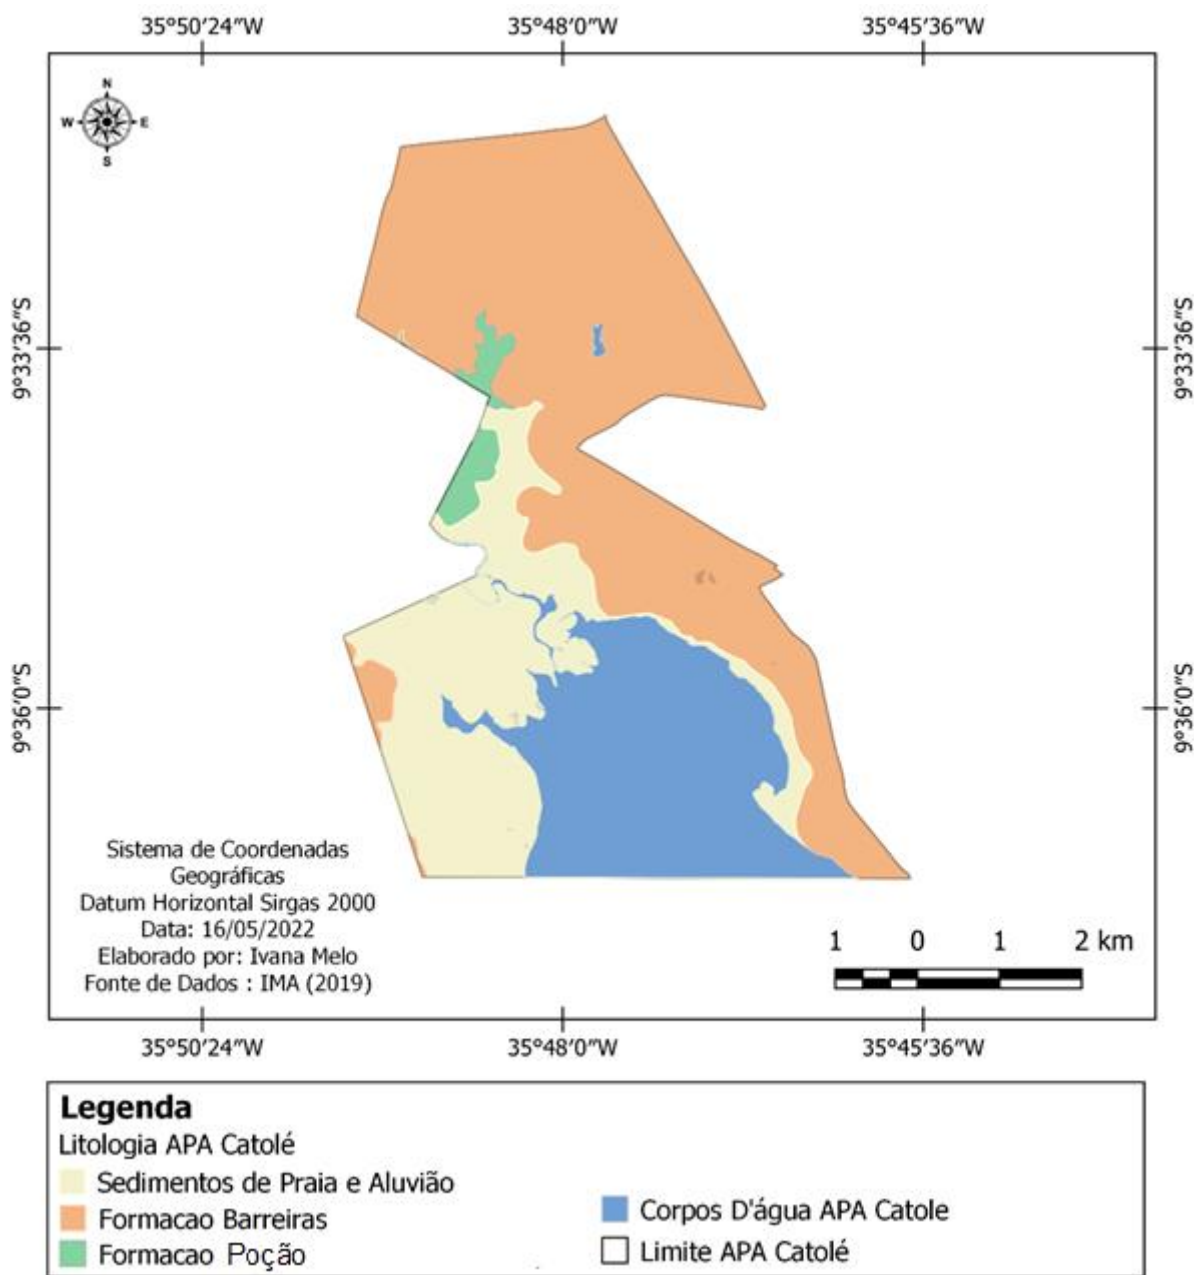 35°50'24"W 35°48'0"W 35°45'36"W
N
W E
S
9°33'36"S 9°33'36"S
9°36'0"S 9°36'0"S
Sistema de Coordenadas
Geográficas
Datum Horizontal Sirgas 2000
Data: 16/05/2022
Elaborado por: Ivana Melo
Fonte de Dados : IMA (2019)
1 0 1 2 km
35°50'24"W 35°48'0"W 35°45'36"W
Legenda
Litologia APA Catolé
Sedimentos de Praia e Aluvião
Formacao Barreiras
Formacao Poção
Corpos D'água APA Catole
Limite APA Catolé